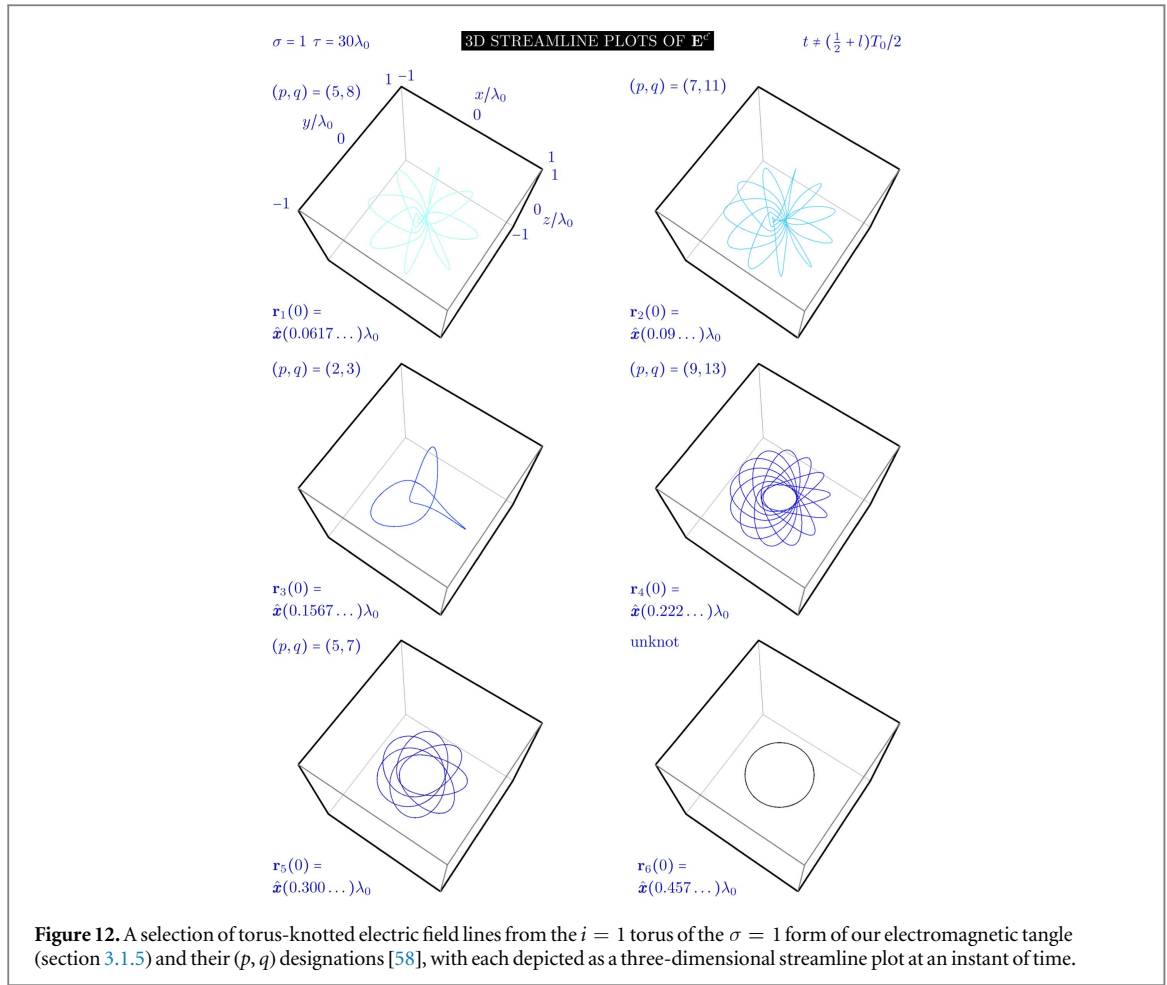 σ = 1 τ = 30λ₀
3D STREAMLINE PLOTS OF 𝐄^c′
t ≠ (1/2 + l)T₀/2
(p, q) = (5, 8)
1 −1
x/λ₀
0
y/λ₀
0
−1
1
1
0
z/λ₀
−1
𝐫₁(0) =
x̂(0.0617...)λ₀
(p, q) = (7, 11)
𝐫₂(0) =
x̂(0.09...)λ₀
(p, q) = (2, 3)
𝐫₃(0) =
x̂(0.1567...)λ₀
(p, q) = (9, 13)
𝐫₄(0) =
x̂(0.222...)λ₀
(p, q) = (5, 7)
𝐫₅(0) =
x̂(0.300...)λ₀
unknot
𝐫₆(0) =
x̂(0.457...)λ₀
Figure 12. A selection of torus-knotted electric field lines from the i = 1 torus of the σ = 1 form of our electromagnetic tangle
(section 3.1.5) and their (p, q) designations [58], with each depicted as a three-dimensional streamline plot at an instant of time.